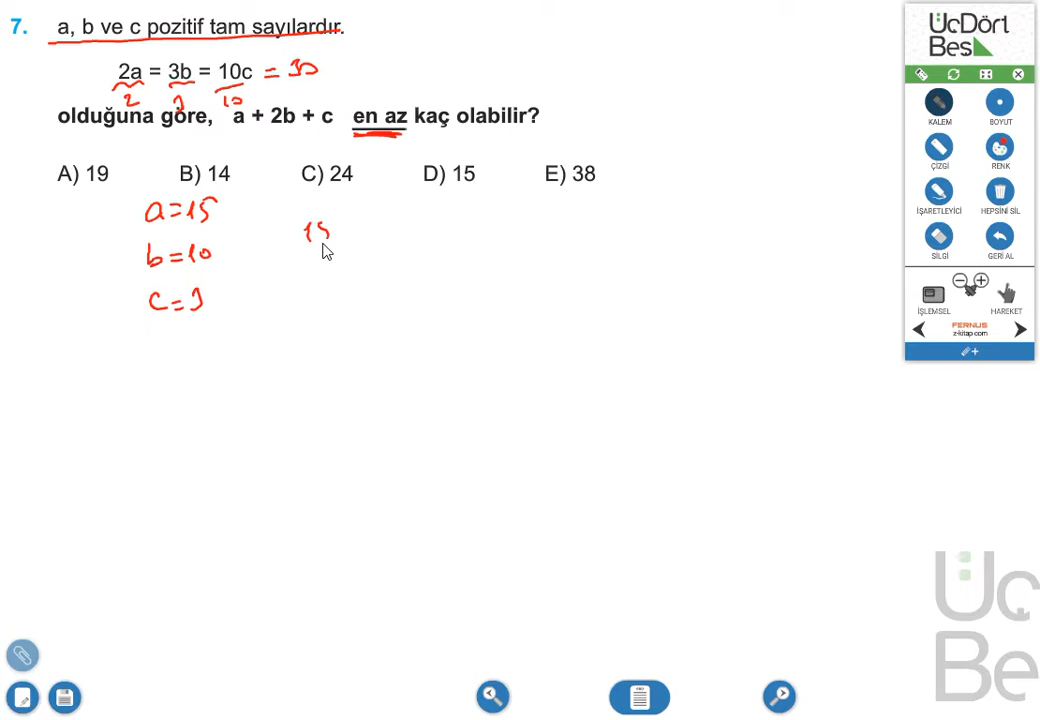 7. a, b ve c pozitif tam sayılardır.
2a = 3b = 10c = 30
2 3 10
olduğuna göre, a + 2b + c en az kaç olabilir?
A) 19 B) 14 C) 24 D) 15 E) 38
a = 15
b = 10
c = 3
15
ÜçDört
Beş
KALEM BOYUT
ÇİZGİ RENK
İŞARETLEYİCİ HEPSİNİ SİL
SİLGİ GERİ AL
İŞLEMSEL HAREKET
FERNUS
z-kitap.com
Üç
Be